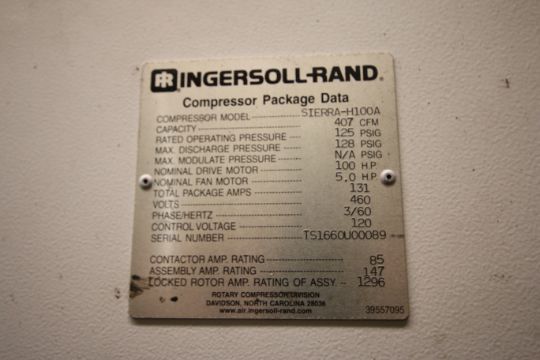 IR INGERSOLL-RAND®
Compressor Package Data
COMPRESSOR MODEL SIERRA-H100A
CAPACITY 407 CFM
RATED OPERATING PRESSURE 125 PSIG
MAX. DISCHARGE PRESSURE 128 PSIG
MAX. MODULATE PRESSURE N/A PSIG
NOMINAL DRIVE MOTOR 100 H.P.
NOMINAL FAN MOTOR 5.0 H.P.
TOTAL PACKAGE AMPS 131
VOLTS 460
PHASE/HERTZ 3/60
CONTROL VOLTAGE 120
SERIAL NUMBER TS1660U00089
CONTACTOR AMP. RATING 85
ASSEMBLY AMP. RATING 147
LOCKED ROTOR AMP. RATING OF ASSY. 1296
ROTARY COMPRESSOR DIVISION
DAVIDSON, NORTH CAROLINA 28036
www.air.ingersoll-rand.com 39557095